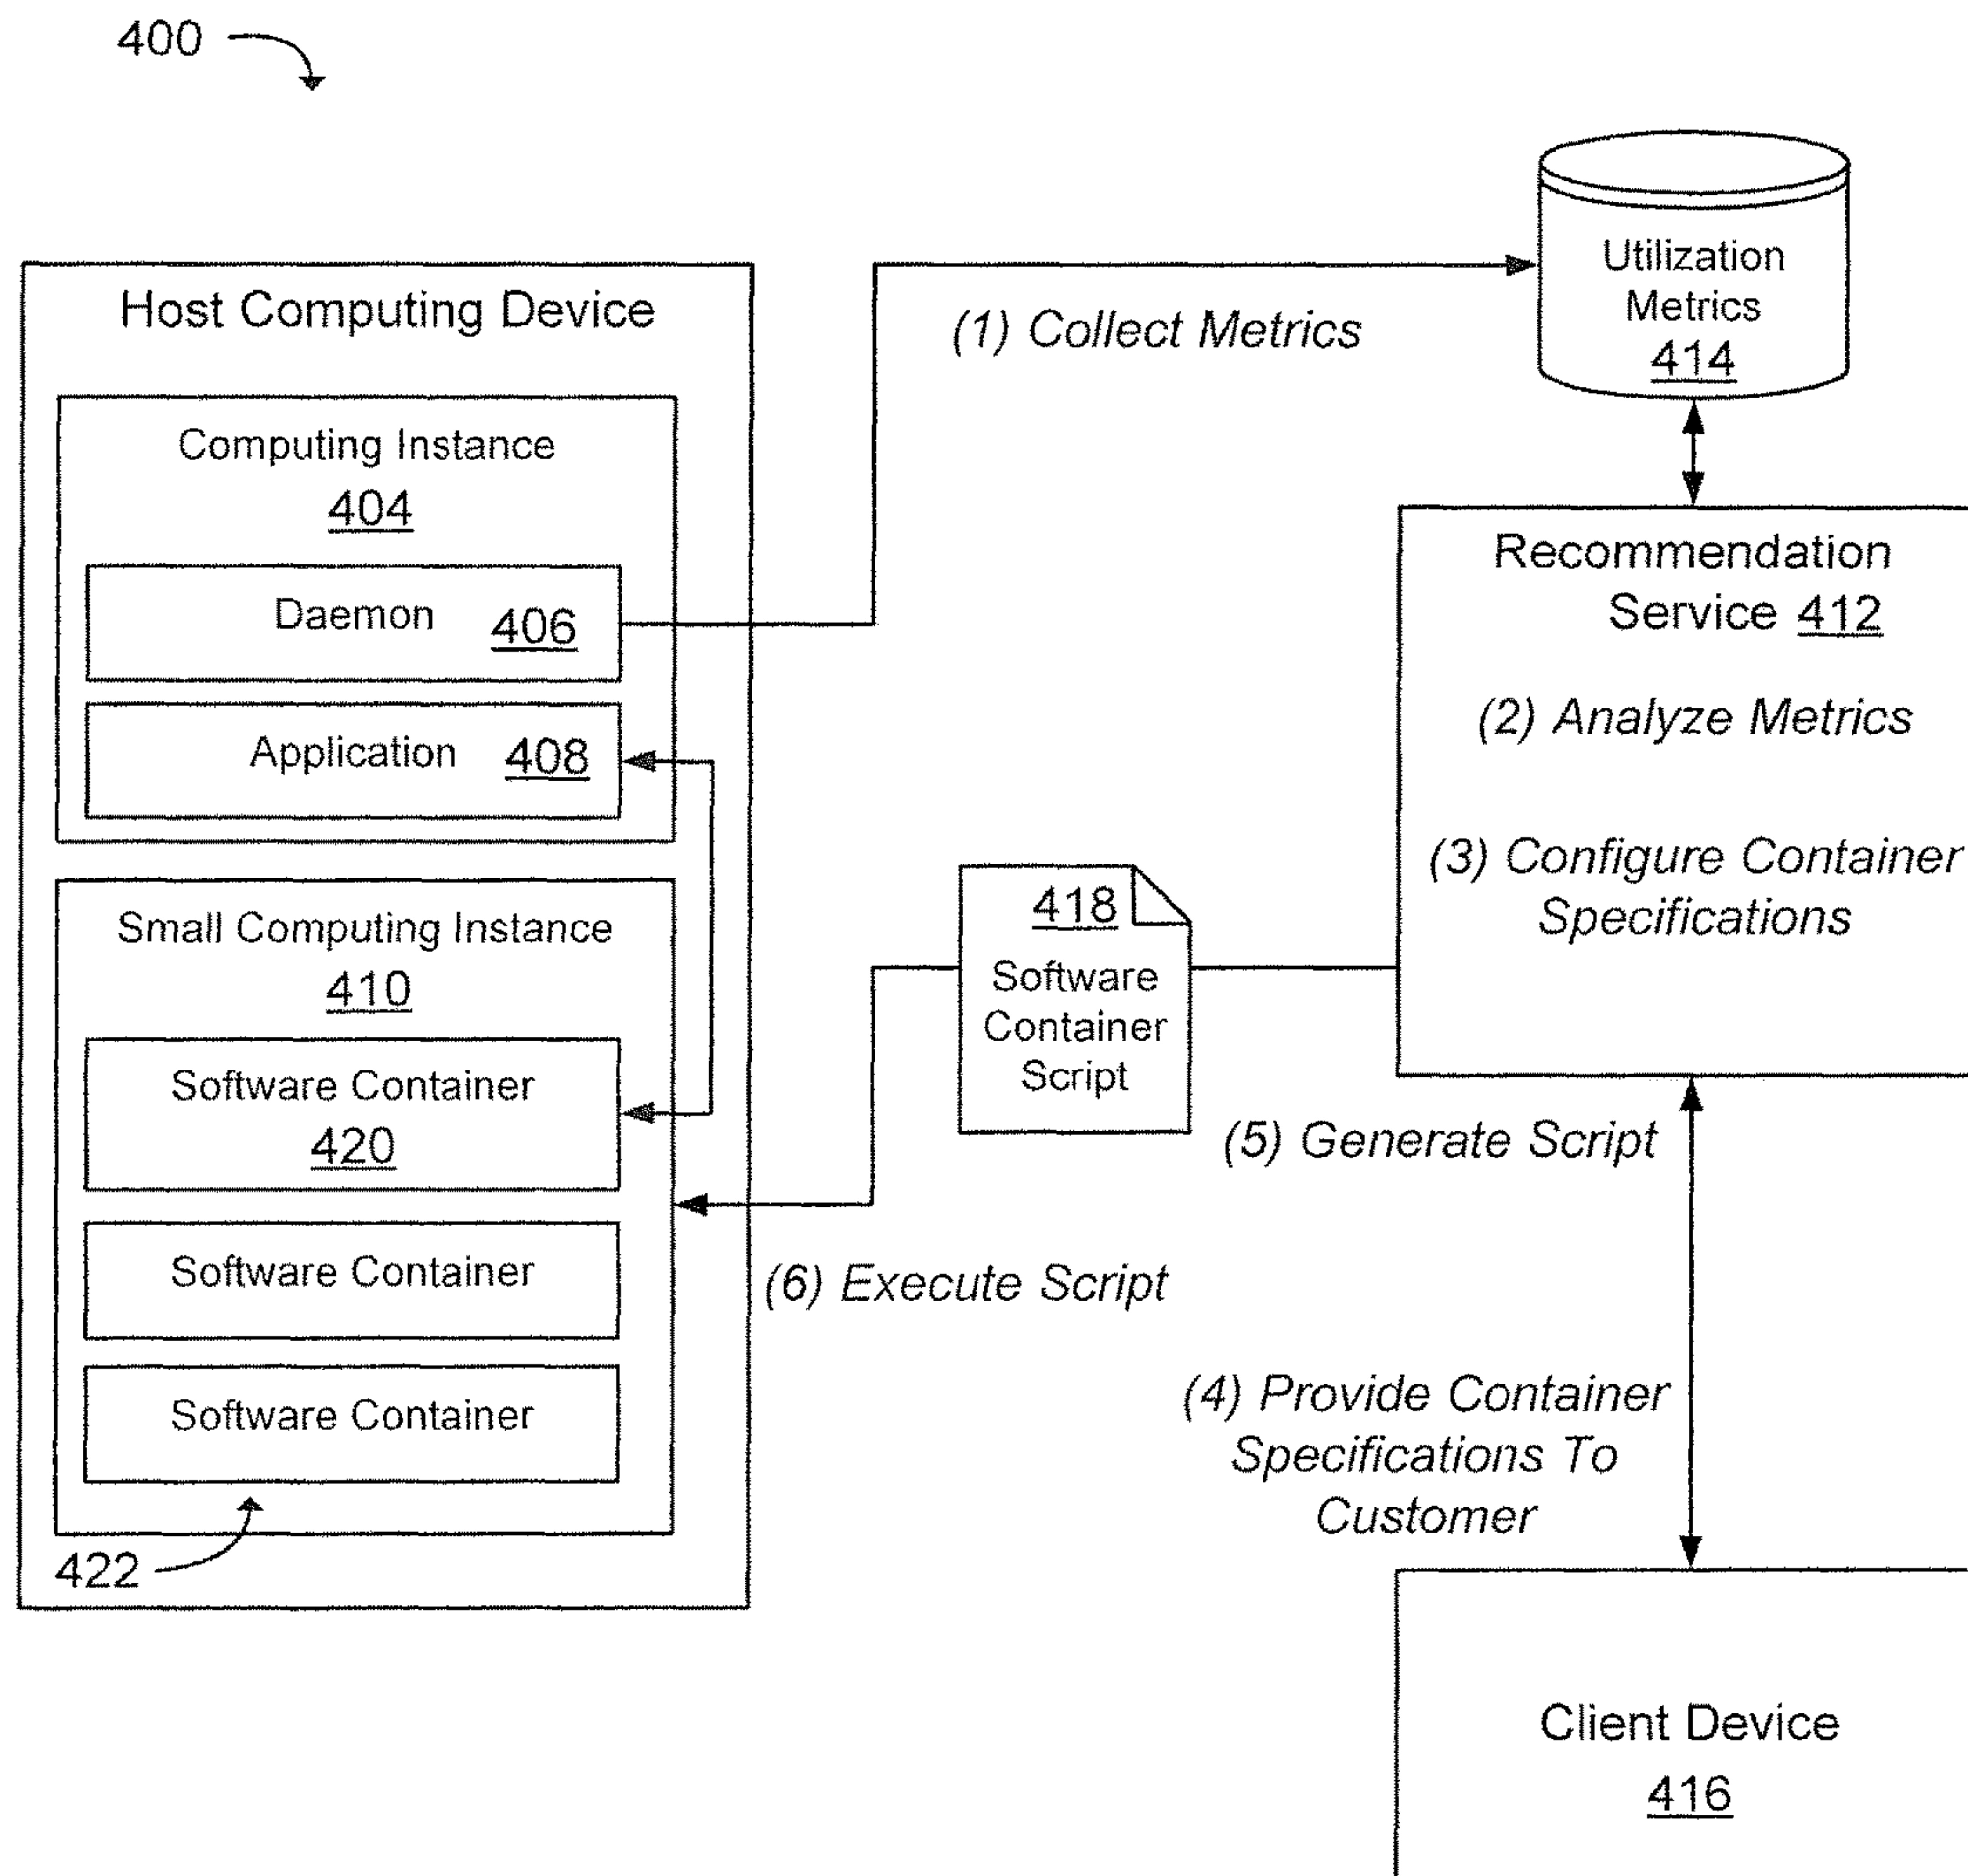 400
Host Computing Device
Computing Instance
404
Daemon 406
Application 408
Small Computing Instance
410
Software Container
420
Software Container
Software Container
422
(1) Collect Metrics
Utilization
Metrics
414
Recommendation
Service 412
(2) Analyze Metrics
(3) Configure Container
Specifications
418
Software
Container
Script
(5) Generate Script
(6) Execute Script
(4) Provide Container
Specifications To
Customer
Client Device
416